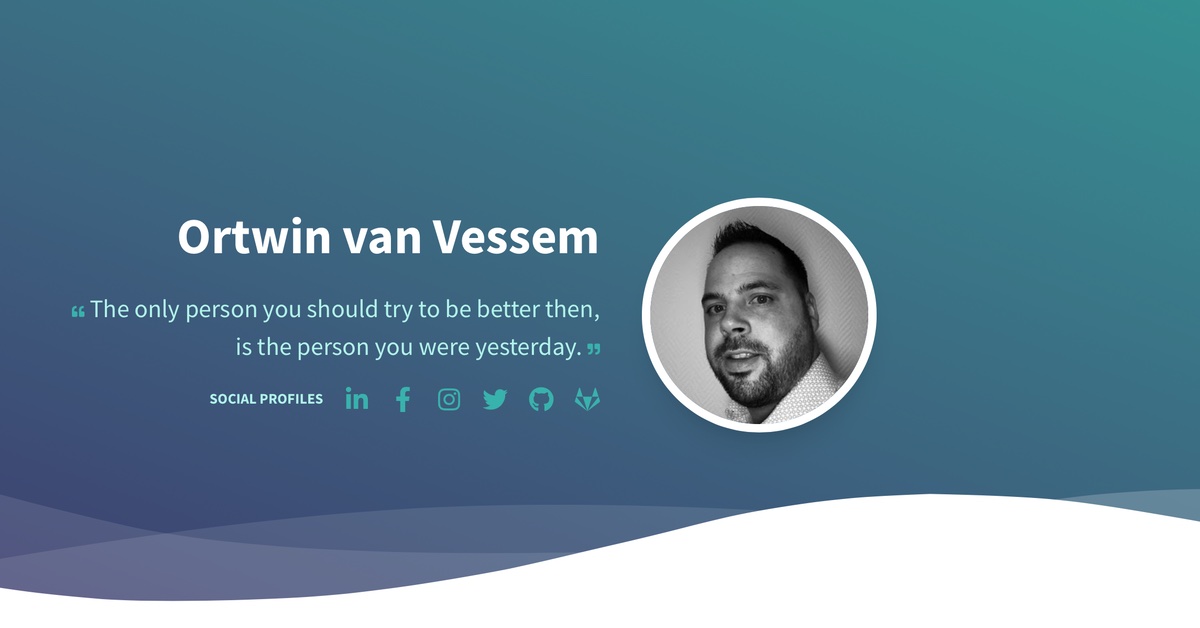 Ortwin van Vessem
“ The only person you should try to be better then,
is the person you were yesterday. ”
SOCIAL PROFILES in f